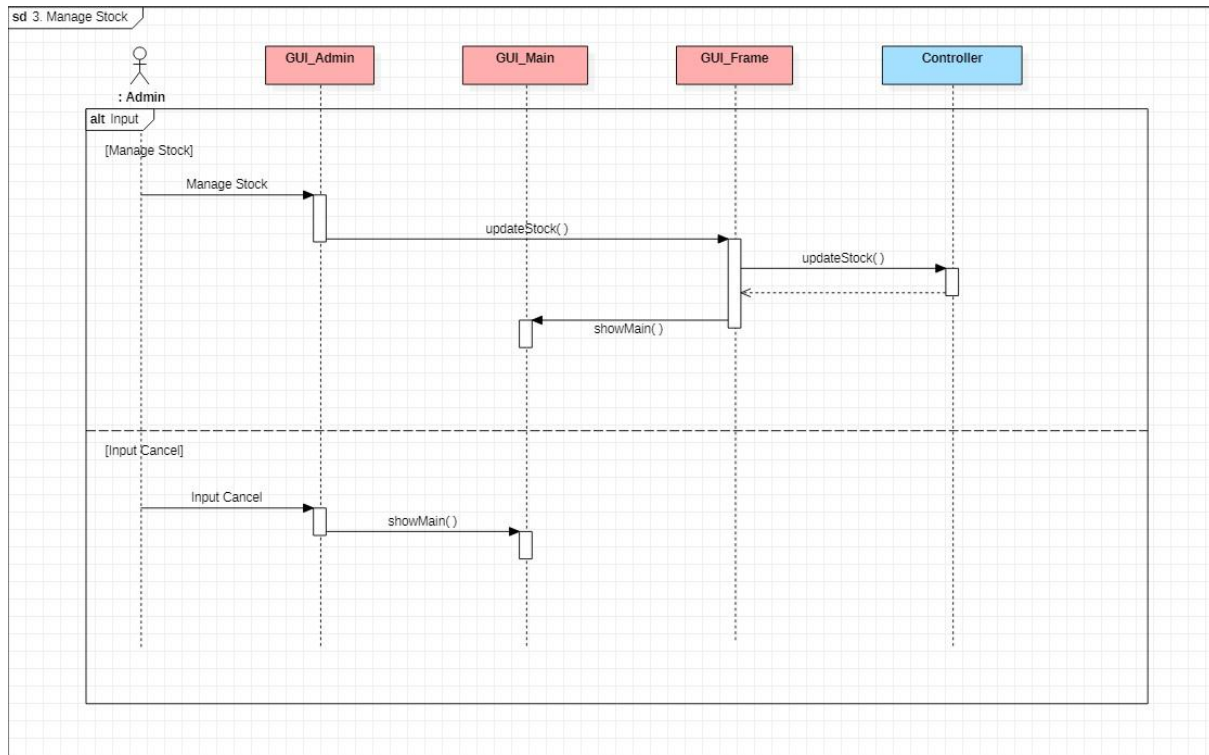 sd 3. Manage Stock
GUI_Admin
GUI_Main
GUI_Frame
Controller
: Admin
alt Input
[Manage Stock]
Manage Stock
updateStock( )
updateStock( )
showMain( )
[Input Cancel]
Input Cancel
showMain( )